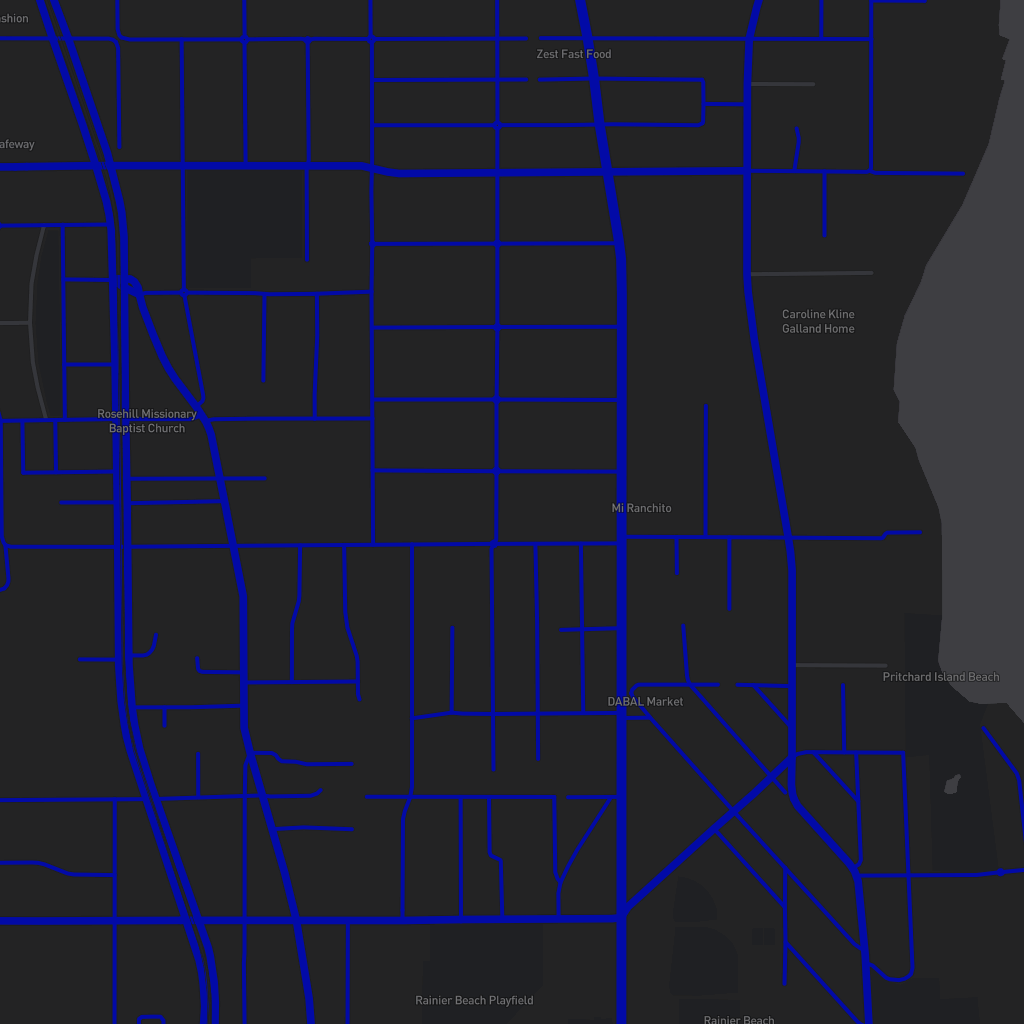 shion
Zest Fast Food
afeway
Caroline Kline
Galland Home
Rosehill Missionary
Baptist Church
Mi Ranchito
Pritchard Island Beach
DABAL Market
Rainier Beach Playfield
Rainier Beach